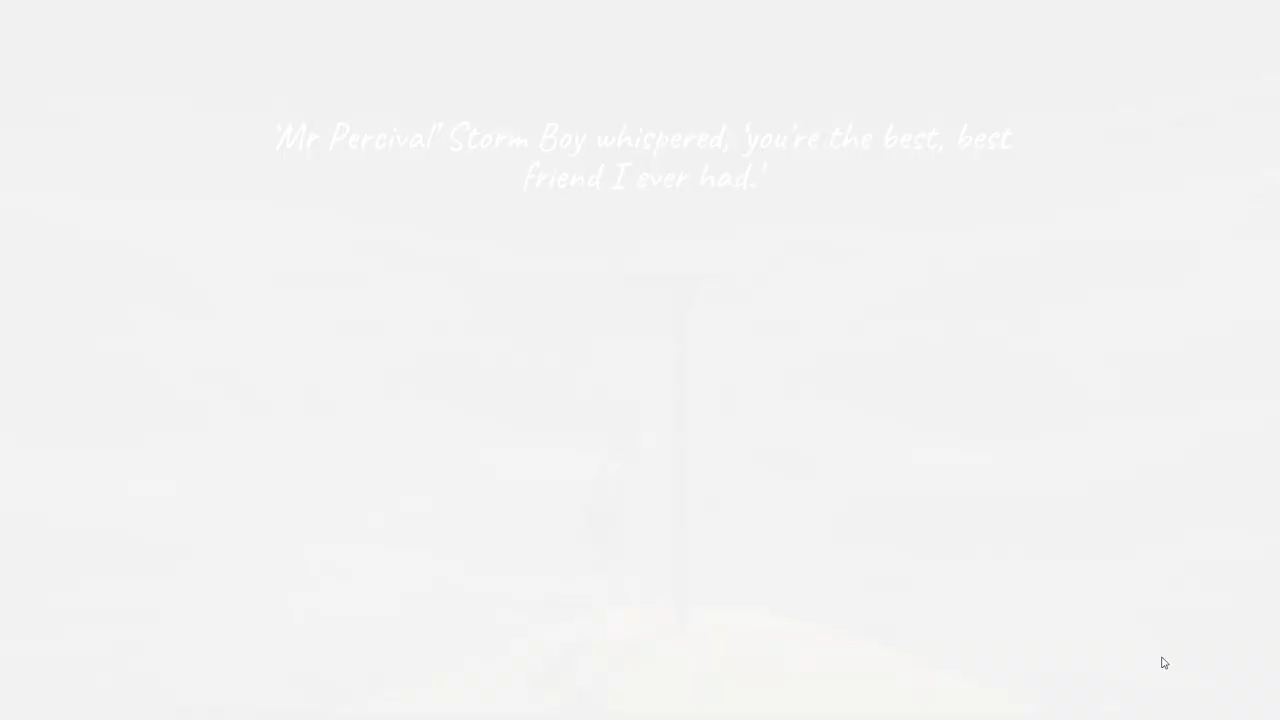 'Mr Percival' Storm Boy whispered, 'you're the best, best
friend I ever had.'